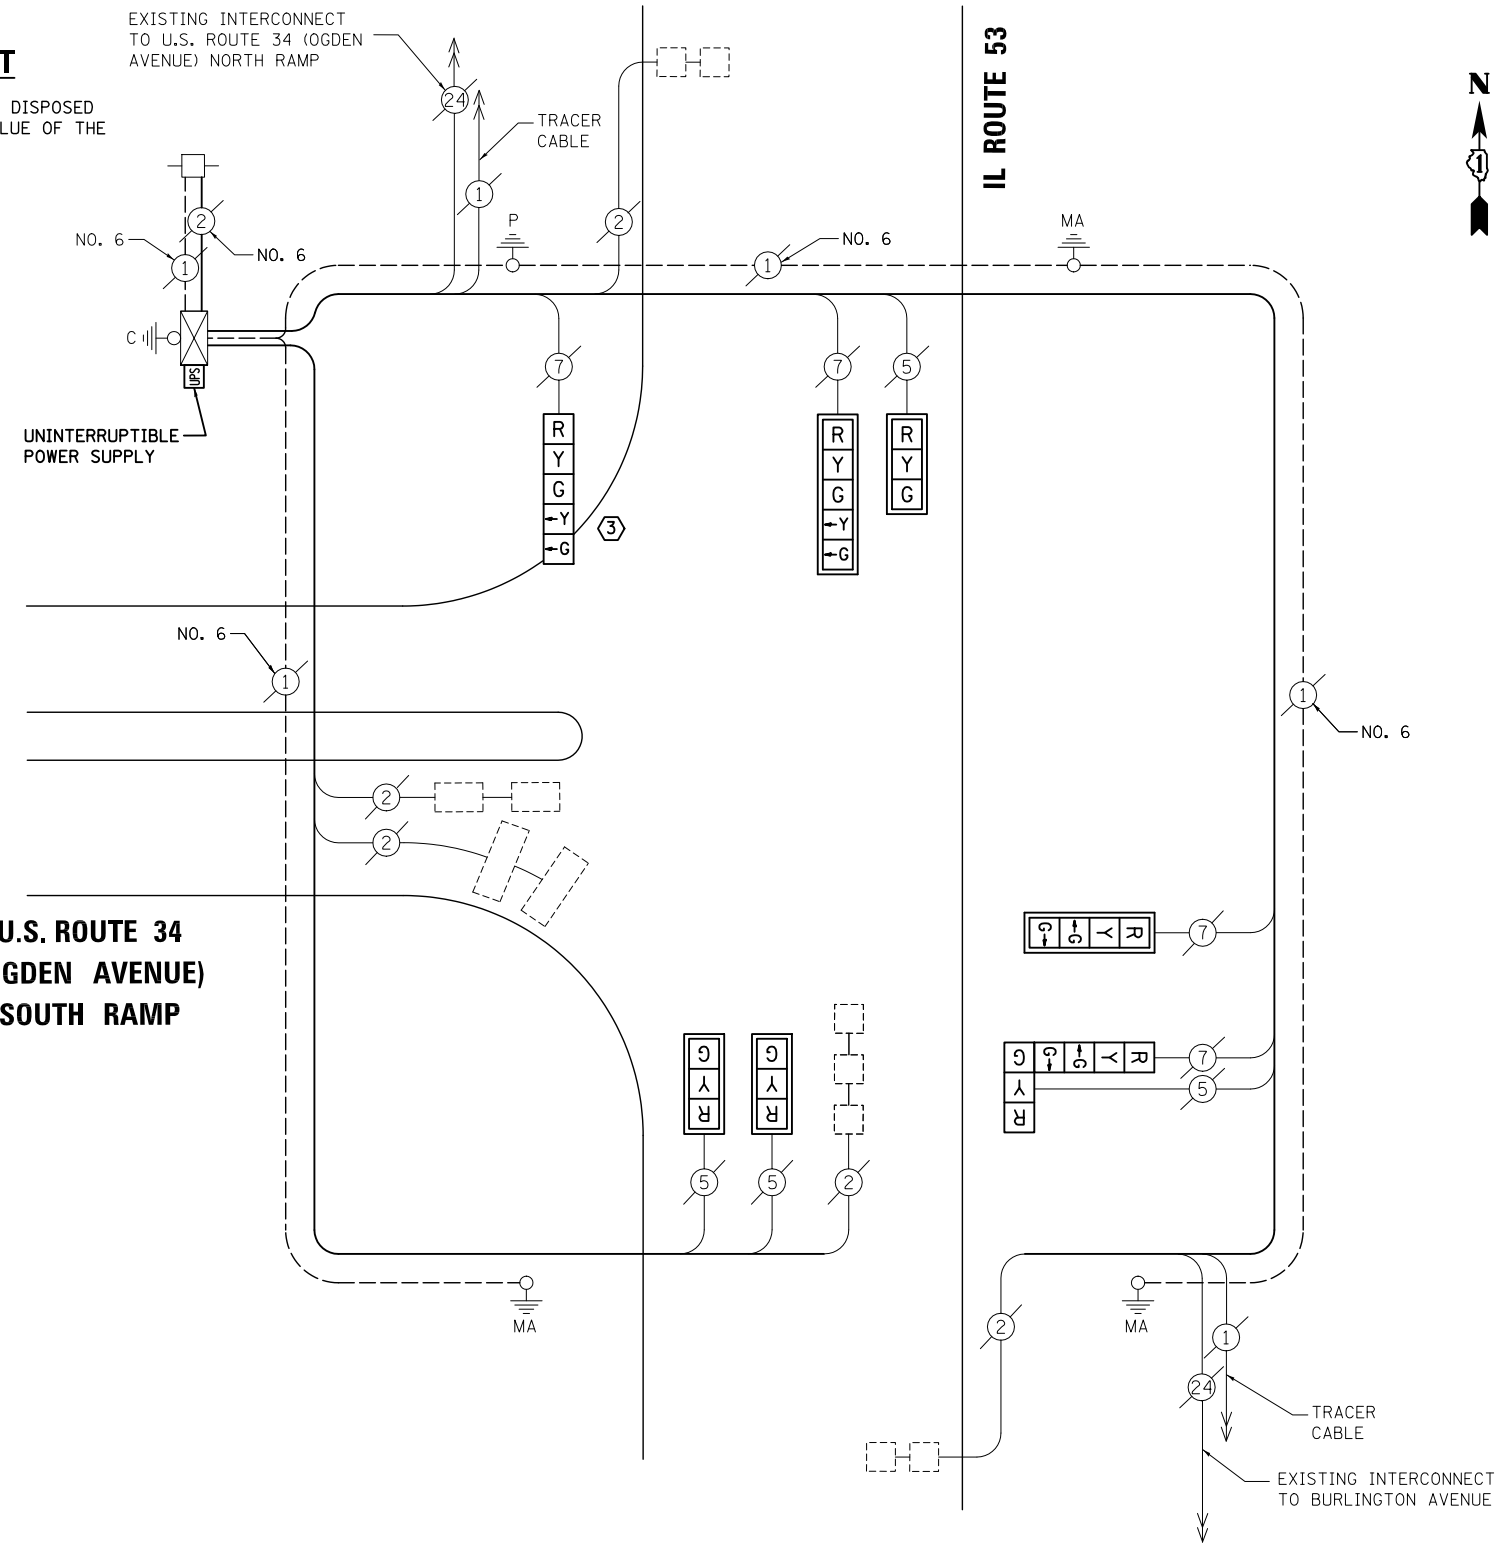 EXISTING INTERCONNECT
TO U.S. ROUTE 34 (OGDEN
AVENUE) NORTH RAMP
T
DISPOSED
LUE OF THE
IL ROUTE 53
N
1
24
TRACER
CABLE
1
2
NO. 6
1
2
NO. 6
P
1
NO. 6
MA
C
UPS
UNINTERRUPTIBLE
POWER SUPPLY
7
R
Y
G
←Y
←G
3
7
R
Y
G
←Y
←G
5
R
Y
G
NO. 6
1
1
NO. 6
2
2
U.S. ROUTE 34
GDEN AVENUE)
SOUTH RAMP
G
G
Y
R
7
G
G
G
Y
R
7
Y
R
5
G
Y
R
G
Y
R
5
5
2
MA
MA
2
1
24
TRACER
CABLE
EXISTING INTERCONNECT
TO BURLINGTON AVENUE